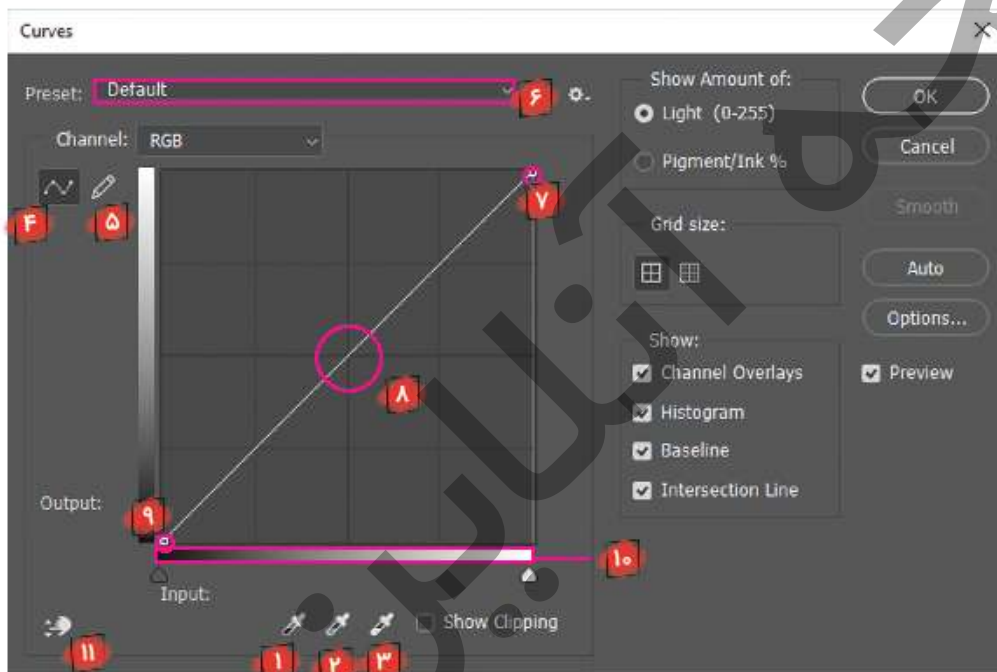 Curves
Preset: Default
۶
Channel: RGB
۴
۵
۷
۸
Output:
۹
۱۰
Input:
Show Clipping
۱۱
۱
۲
۳
Show Amount of:
Light (0-255)
Pigment/Ink %
Grid size:
Show:
Channel Overlays
Histogram
Baseline
Intersection Line
OK
Cancel
Smooth
Auto
Options...
Preview